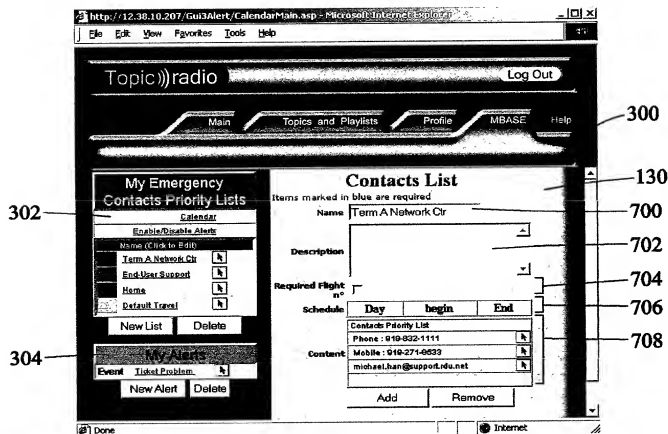 http://12.38.10.207/Gui3Alert/CalendarMain.asp - Microsoft Internet Explorer
File Edit View Favorites Tools Help
Topic))) radio
Log Out
Main
Topics and Playlists
Profile
MBASE
Help
300
My Emergency
Contacts Priority Lists
302
Calendar
Enable/Disable Alerts
Name (Click to Edit)
Term A Network Ctr
End-User Support
Home
Default Travel
New List Delete
304
My Alerts
Event Ticket Problem
New Alert Delete
Contacts List
130
Items marked in blue are required
Name Term A Network Ctr
700
Description
702
Required Flight
n°
704
Schedule Day begin End
706
Contacts Priority List
708
Content
Phone : 919-832-1111
Mobile : 919-271-9533
michael.han@support.rdu.net
Add Remove
Done
Internet